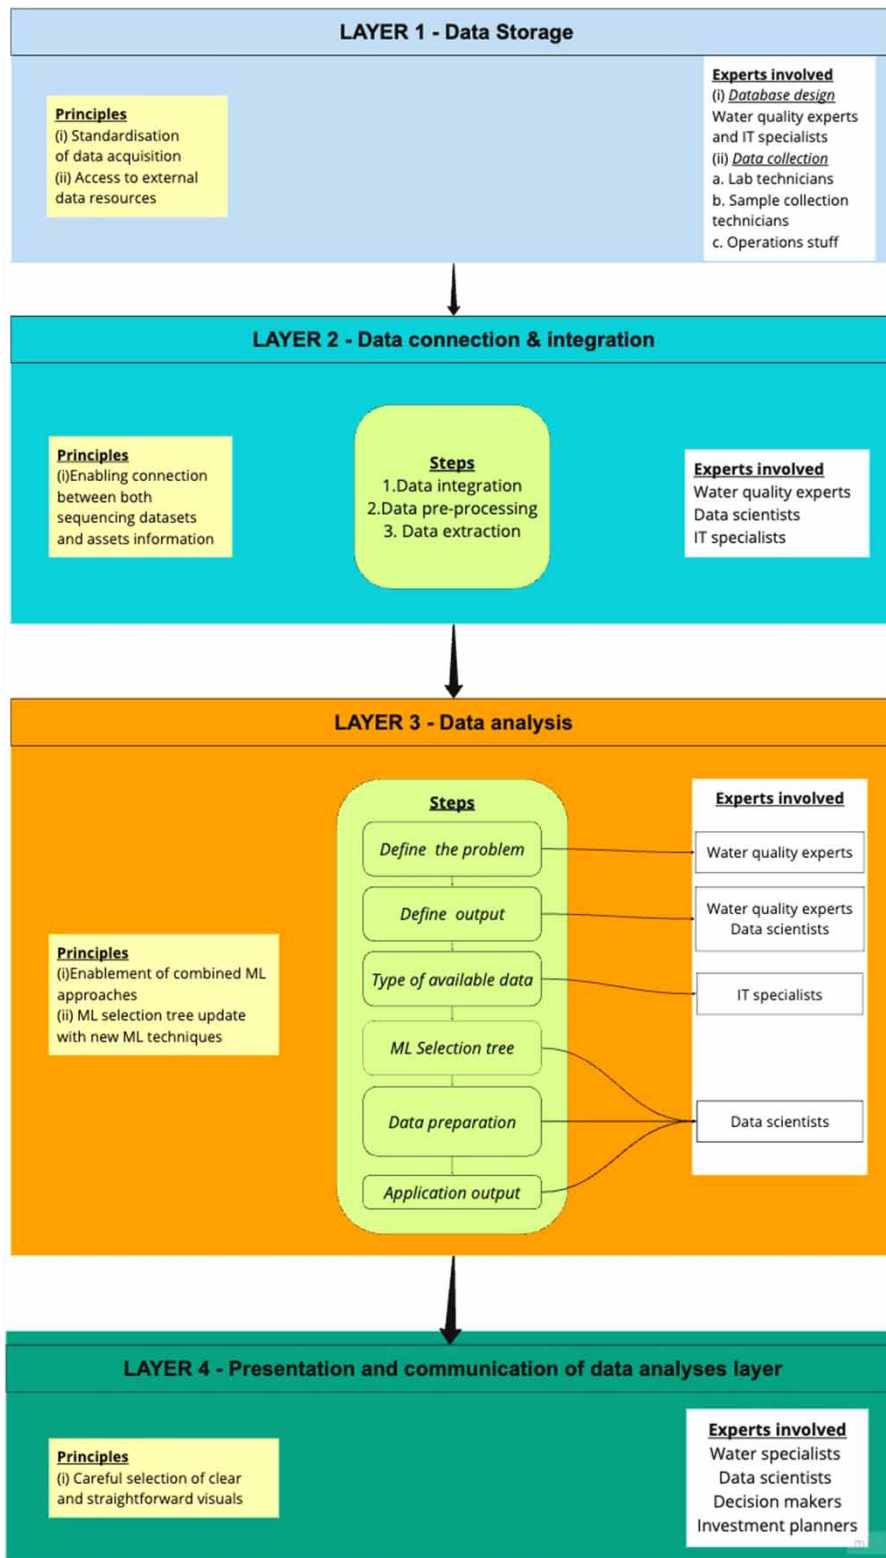 LAYER 1 - Data Storage
Principles
(i) Standardisation
of data acquisition
(ii) Access to external
data resources
Experts involved
(i) Database design
Water quality experts
and IT specialists
(ii) Data collection
a. Lab technicians
b. Sample collection
technicians
c. Operations stuff
LAYER 2 - Data connection & integration
Principles
(i)Enabling connection
between both
sequencing datasets
and assets information
Steps
1.Data integration
2.Data pre-processing
3. Data extraction
Experts involved
Water quality experts
Data scientists
IT specialists
LAYER 3 - Data analysis
Principles
(i)Enablement of combined ML
approaches
(ii) ML selection tree update
with new ML techniques
Steps
Define the problem
Define output
Type of available data
ML Selection tree
Data preparation
Application output
Experts involved
Water quality experts
Water quality experts
Data scientists
IT specialists
Data scientists
LAYER 4 - Presentation and communication of data analyses layer
Principles
(i) Careful selection of clear
and straightforward visuals
Experts involved
Water specialists
Data scientists
Decision makers
Investment planners